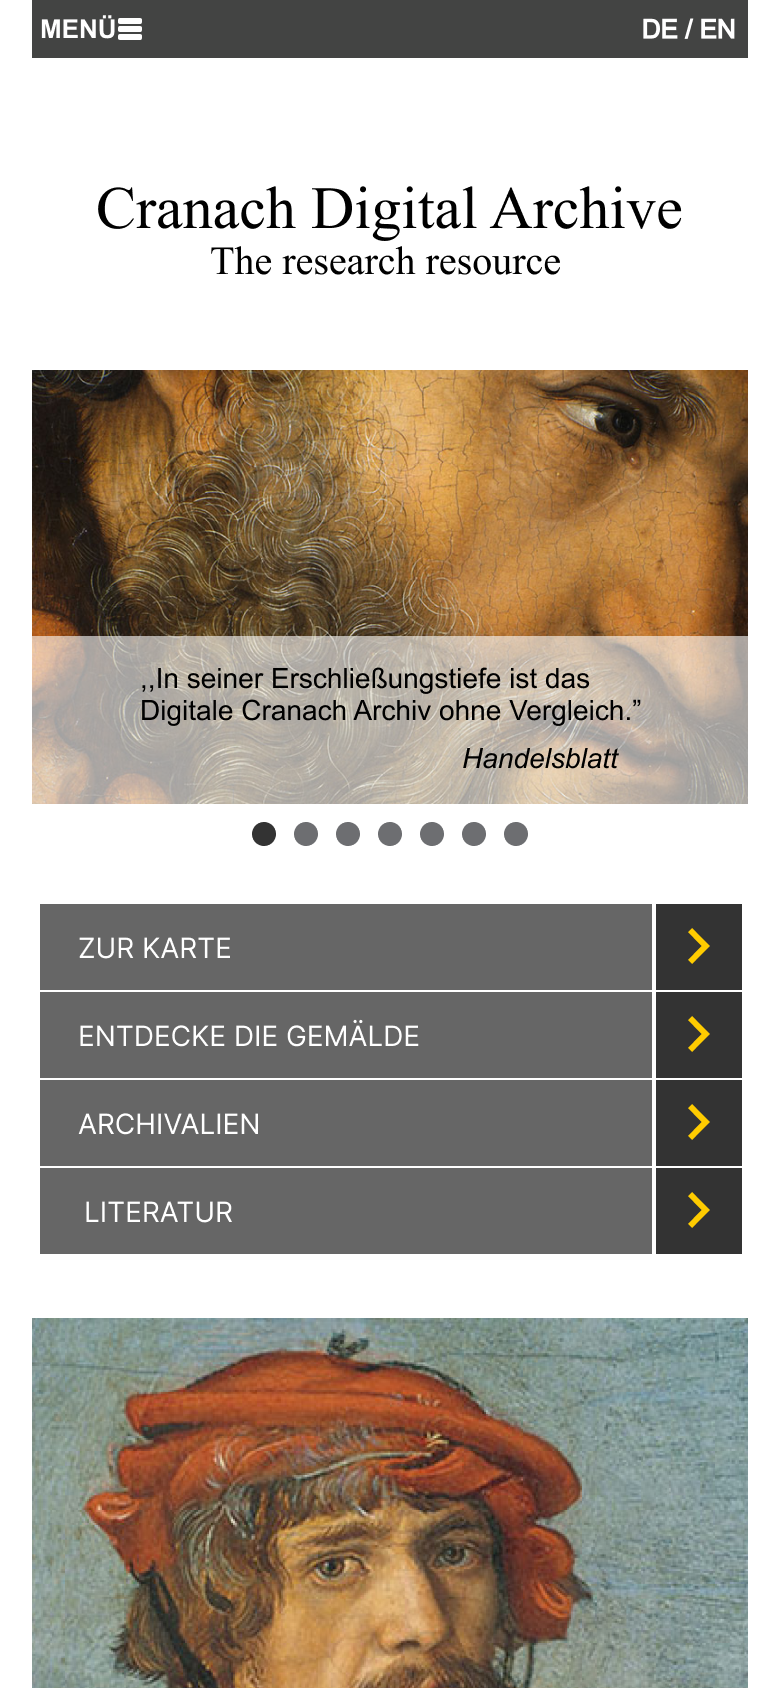 MENÜ
DE / EN
Cranach Digital Archive
The research resource
,,In seiner Erschließungstiefe ist das
Digitale Cranach Archiv ohne Vergleich.”
Handelsblatt
ZUR KARTE
ENTDECKE DIE GEMÄLDE
ARCHIVALIEN
LITERATUR